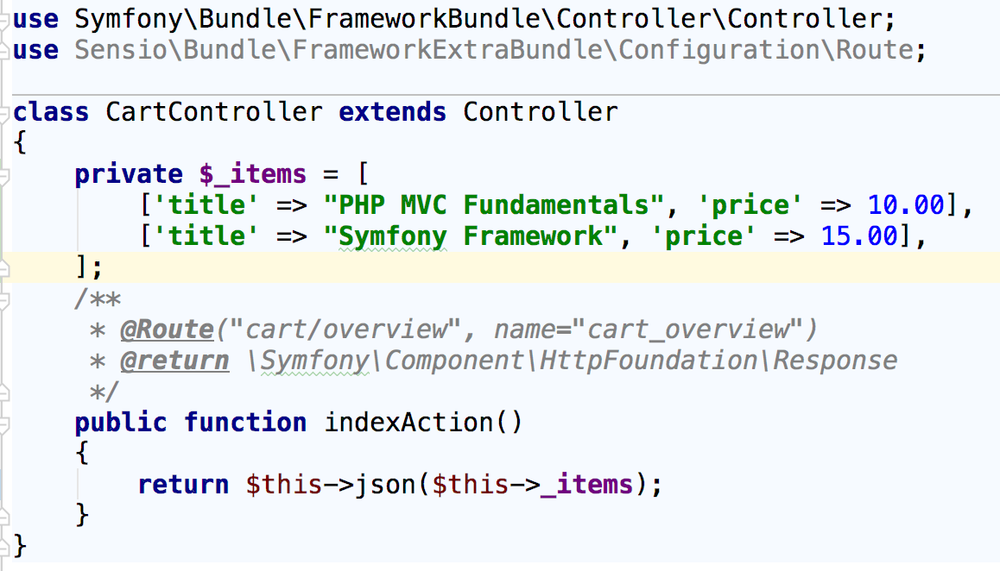 use Symfony\Bundle\FrameworkBundle\Controller\Controller;
use Sensio\Bundle\FrameworkExtraBundle\Configuration\Route;
class CartController extends Controller
{
    private $_items = [
        ['title' => "PHP MVC Fundamentals", 'price' => 10.00],
        ['title' => "Symfony Framework", 'price' => 15.00],
    ];
    /**
     * @Route("cart/overview", name="cart_overview")
     * @return \Symfony\Component\HttpFoundation\Response
     */
    public function indexAction()
    {
        return $this->json($this->_items);
    }
}